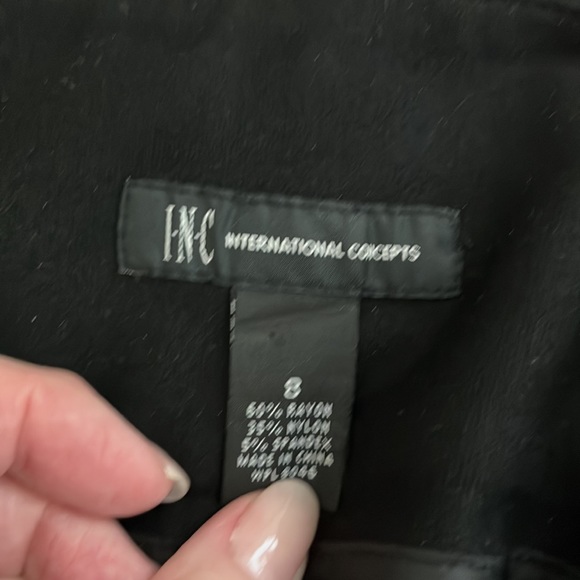 I·N·C INTERNATIONAL CONCEPTS
8
60% RAYON
35% NYLON
5% SPANDEX
MADE IN CHINA